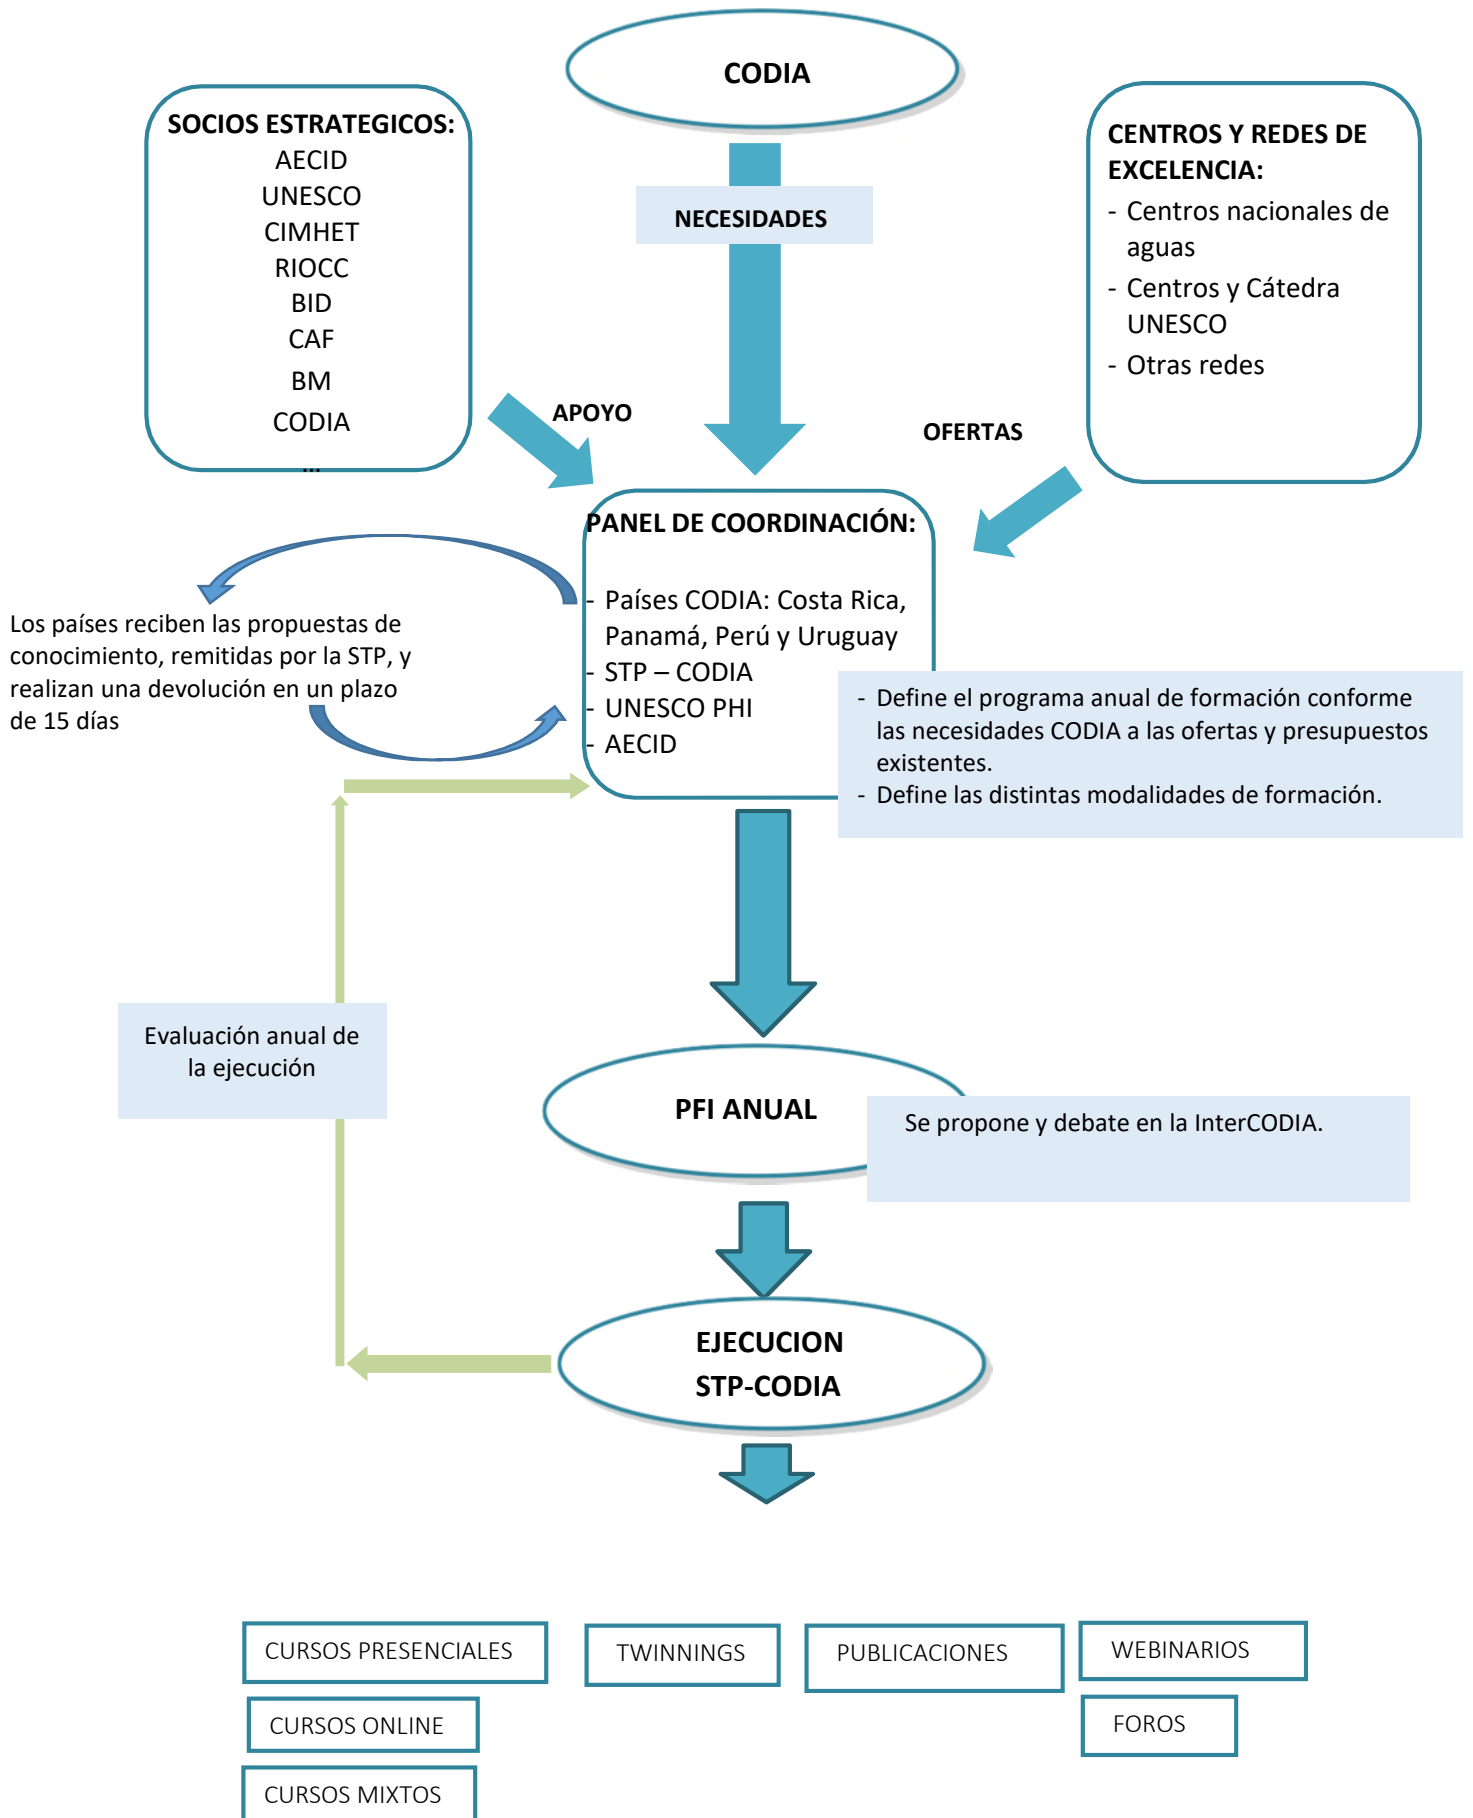 CODIA
SOCIOS ESTRATEGICOS:
AECID
UNESCO
CIMHET
RIOCC
BID
CAF
BM
CODIA
...
NECESIDADES
CENTROS Y REDES DE
EXCELENCIA:
- Centros nacionales de
aguas
- Centros y Cátedra
UNESCO
- Otras redes
APOYO
OFERTAS
PANEL DE COORDINACIÓN:
- Países CODIA: Costa Rica,
Panamá, Perú y Uruguay
- STP – CODIA
- UNESCO PHI
- AECID
Los países reciben las propuestas de
conocimiento, remitidas por la STP, y
realizan una devolución en un plazo
de 15 días
- Define el programa anual de formación conforme
las necesidades CODIA a las ofertas y presupuestos
existentes.
- Define las distintas modalidades de formación.
Evaluación anual de
la ejecución
PFI ANUAL
Se propone y debate en la InterCODIA.
EJECUCION
STP-CODIA
CURSOS PRESENCIALES
TWINNINGS
PUBLICACIONES
WEBINARIOS
CURSOS ONLINE
FOROS
CURSOS MIXTOS